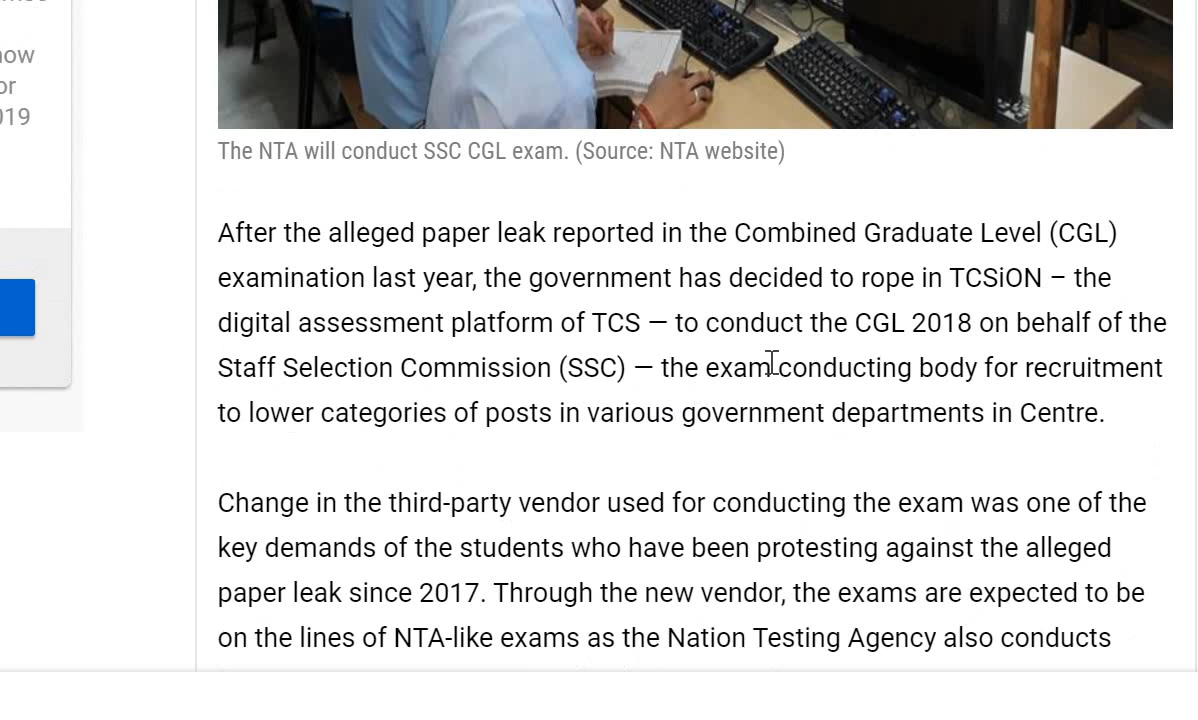 now
or
019
The NTA will conduct SSC CGL exam. (Source: NTA website)
After the alleged paper leak reported in the Combined Graduate Level (CGL)
examination last year, the government has decided to rope in TCSiON – the
digital assessment platform of TCS — to conduct the CGL 2018 on behalf of the
Staff Selection Commission (SSC) — the exam conducting body for recruitment
to lower categories of posts in various government departments in Centre.
Change in the third-party vendor used for conducting the exam was one of the
key demands of the students who have been protesting against the alleged
paper leak since 2017. Through the new vendor, the exams are expected to be
on the lines of NTA-like exams as the Nation Testing Agency also conducts